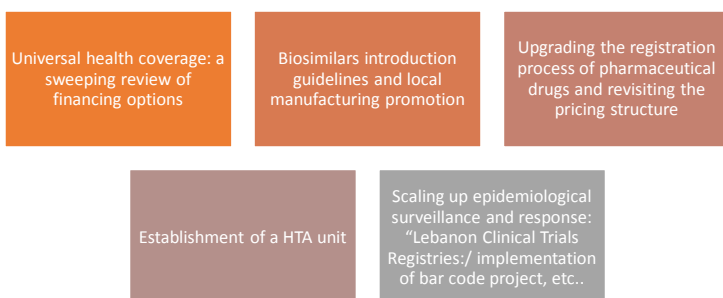 Universal health coverage: a
sweeping review of
financing options
Biosimilars introduction
guidelines and local
manufacturing promotion
Upgrading the registration
process of pharmaceutical
drugs and revisiting the
pricing structure
Establishment of a HTA unit
Scaling up epidemiological
surveillance and response:
“Lebanon Clinical Trials
Registries:/ implementation
of bar code project, etc..